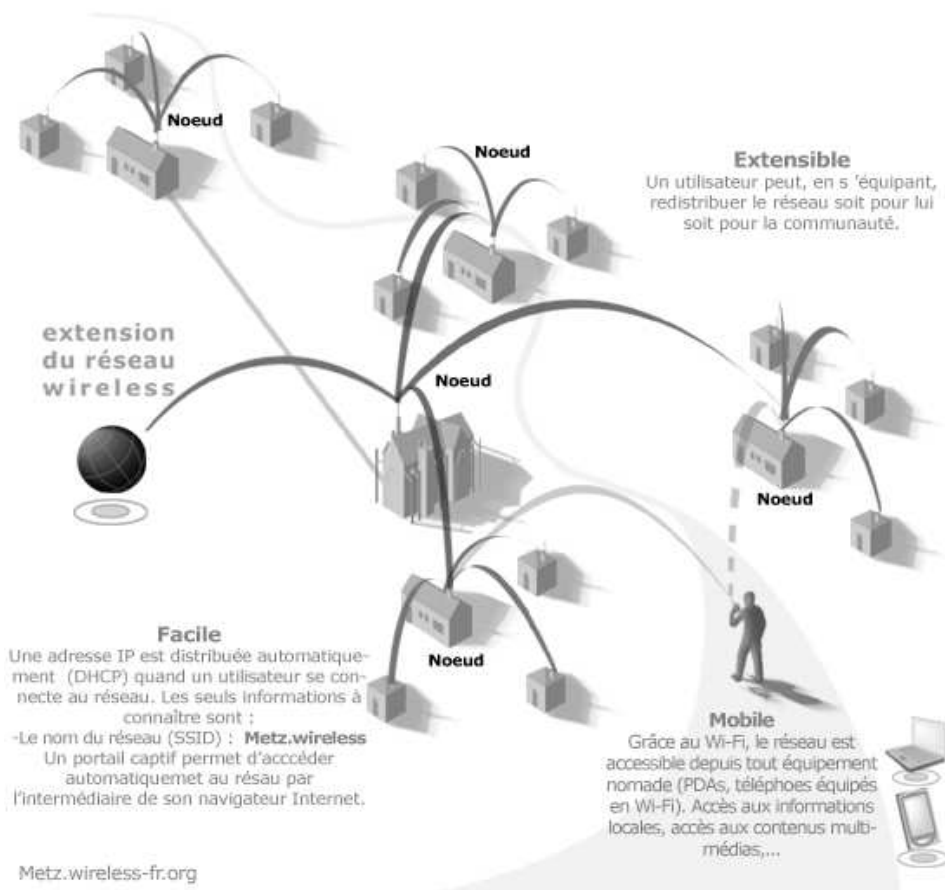 Noeud
Noeud
Extensible
Un utilisateur peut, en s 'équipant,
redistribuer le réseau soit pour lui
soit pour la communauté.
extension
du réseau
wireless
Noeud
Noeud
Noeud
Facile
Une adresse IP est distribuée automatique-
ment (DHCP) quand un utilisateur se con-
necte au réseau. Les seuls informations à
connaître sont :
-Le nom du réseau (SSID) : Metz.wireless
Un portail captif permet d'acccéder
automatiquemet au résau par
l'intermédiaire de son navigateur Internet.
Mobile
Grâce au Wi-Fi, le réseau est
accessible depuis tout équipement
nomade (PDAs, téléphoes équipés
en Wi-Fi). Accès aux informations
locales, accès aux contenus multi-
médias,...
Metz.wireless-fr.org